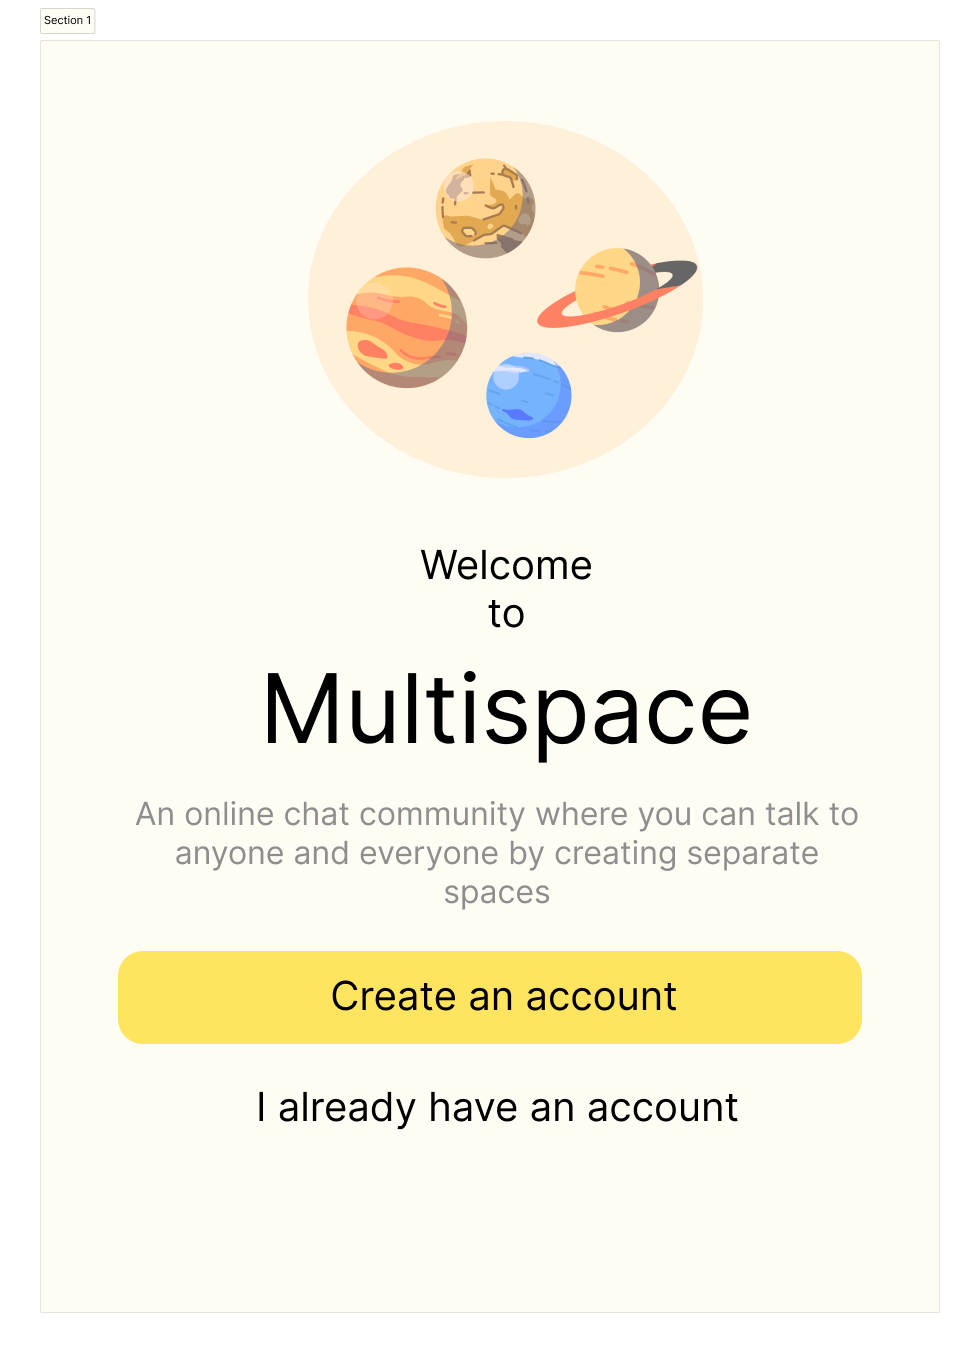 Section 1
Welcome
to
Multispace
An online chat community where you can talk to
anyone and everyone by creating separate
spaces
Create an account
I already have an account